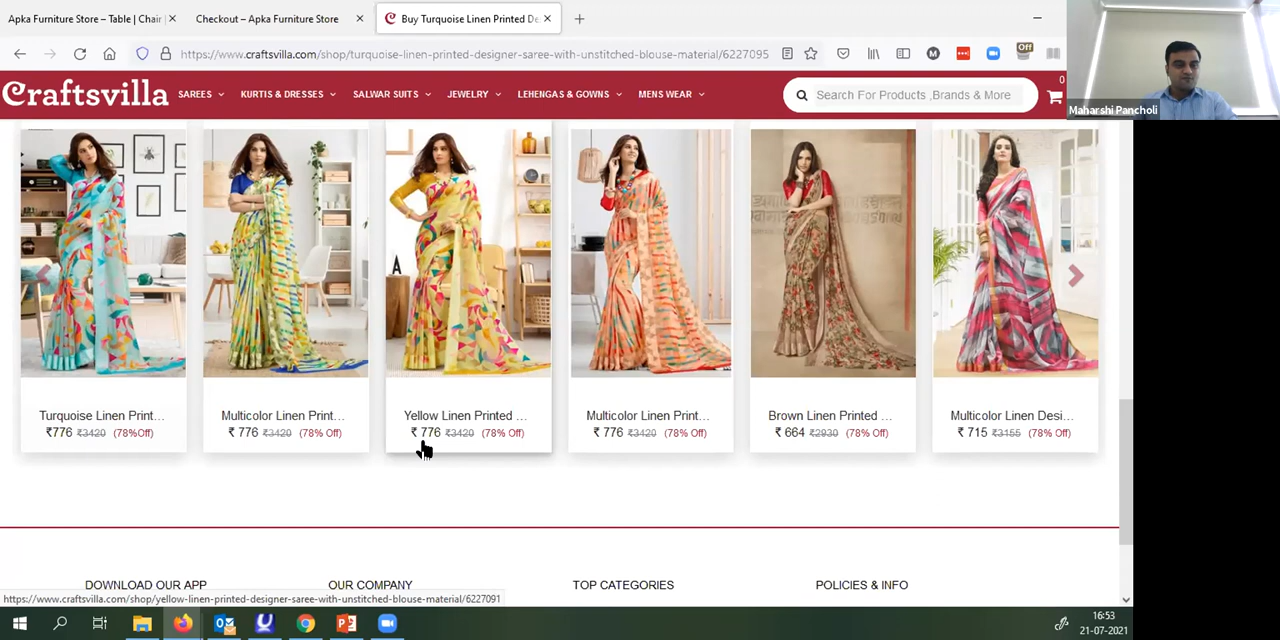 Apka Furniture Store – Table | Chair |
Checkout – Apka Furniture Store
Buy Turquoise Linen Printed De
https://www.craftsvilla.com/shop/turquoise-linen-printed-designer-saree-with-unstitched-blouse-material/6227095
Off
Craftsvilla
SAREES
KURTIS & DRESSES
SALWAR SUITS
JEWELRY
LEHENGAS & GOWNS
MENS WEAR
Search For Products ,Brands & More
0
Maharshi Pancholi
A
Turquoise Linen Print...
₹776 ₹3420 (78%Off)
Multicolor Linen Print...
₹ 776 ₹3420 (78% Off)
Yellow Linen Printed ...
₹ 776 ₹3420 (78% Off)
Multicolor Linen Print...
₹ 776 ₹3420 (78% Off)
Brown Linen Printed ...
₹ 664 ₹2930 (78% Off)
Multicolor Linen Desi...
₹ 715 ₹3155 (78% Off)
DOWNLOAD OUR APP
OUR COMPANY
TOP CATEGORIES
POLICIES & INFO
https://www.craftsvilla.com/shop/yellow-linen-printed-designer-saree-with-unstitched-blouse-material/6227091
16:53
21-07-2021